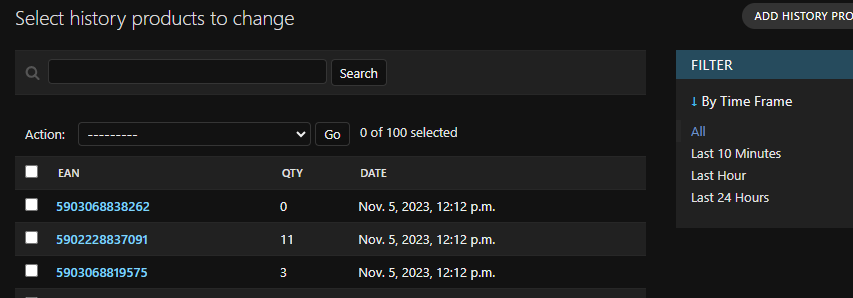 Select history products to change
ADD HISTORY PRO
Search
FILTER
↓ By Time Frame
All
Last 10 Minutes
Last Hour
Last 24 Hours
Action: --------- Go 0 of 100 selected
EAN QTY DATE
5903068838262 0 Nov. 5, 2023, 12:12 p.m.
5902228837091 11 Nov. 5, 2023, 12:12 p.m.
5903068819575 3 Nov. 5, 2023, 12:12 p.m.